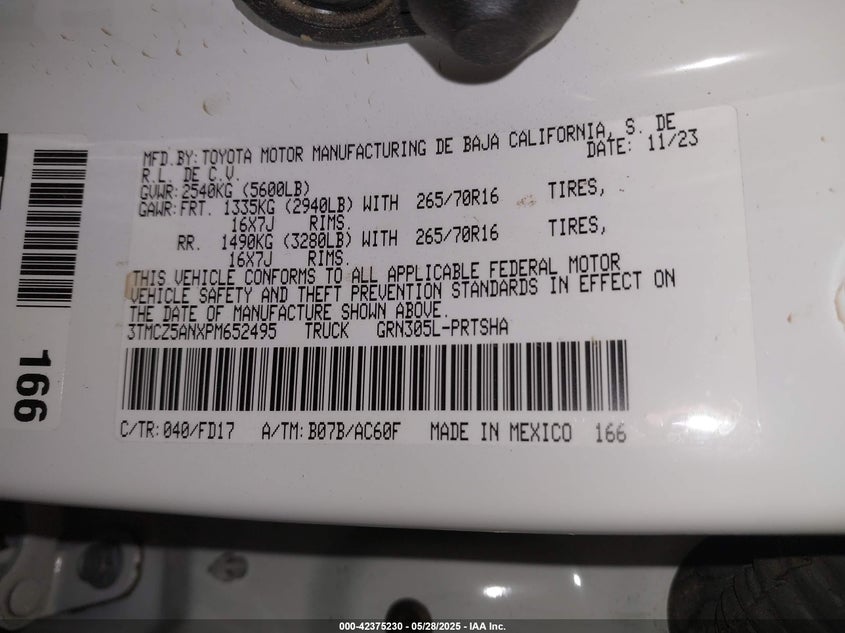 MFD.BY:TOYOTA MOTOR MANUFACTURING DE BAJA CALIFORNIA, S. DE
R.L. DE C.V. DATE: 11/23
GVWR:2540KG (5600LB)
GAWR:FRT. 1335KG (2940LB) WITH 265/70R16 TIRES,
16X7J RIMS.
RR. 1490KG (3280LB) WITH 265/70R16 TIRES,
16X7J RIMS.
THIS VEHICLE CONFORMS TO ALL APPLICABLE FEDERAL MOTOR
VEHICLE SAFETY AND THEFT PREVENTION STANDARDS IN EFFECT ON
THE DATE OF MANUFACTURE SHOWN ABOVE.
3TMCZ5ANXPM652495 TRUCK GRN305L-PRTSHA
C/TR:040/FD17 A/TM:B07B/AC60F MADE IN MEXICO 166
166
000-42375230 - 05/28/2025 - IAA Inc.